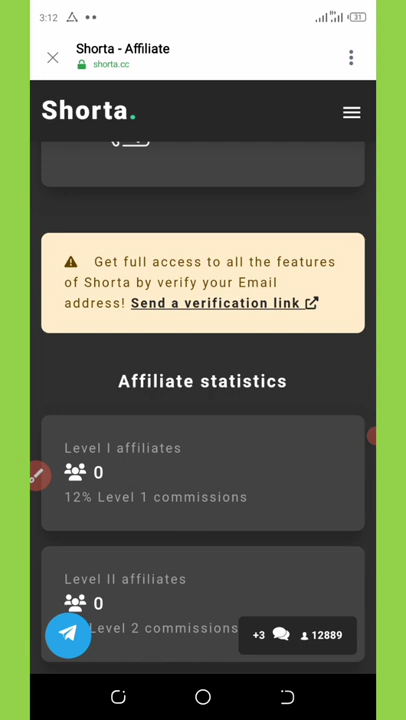 3:12
31
Shorta - Affiliate
shorta.cc
Shorta.
Get full access to all the features
of Shorta by verify your Email
address! Send a verification link
Affiliate statistics
Level I affiliates
0
12% Level 1 commissions
Level II affiliates
0
Level 2 commissions
+3 12889